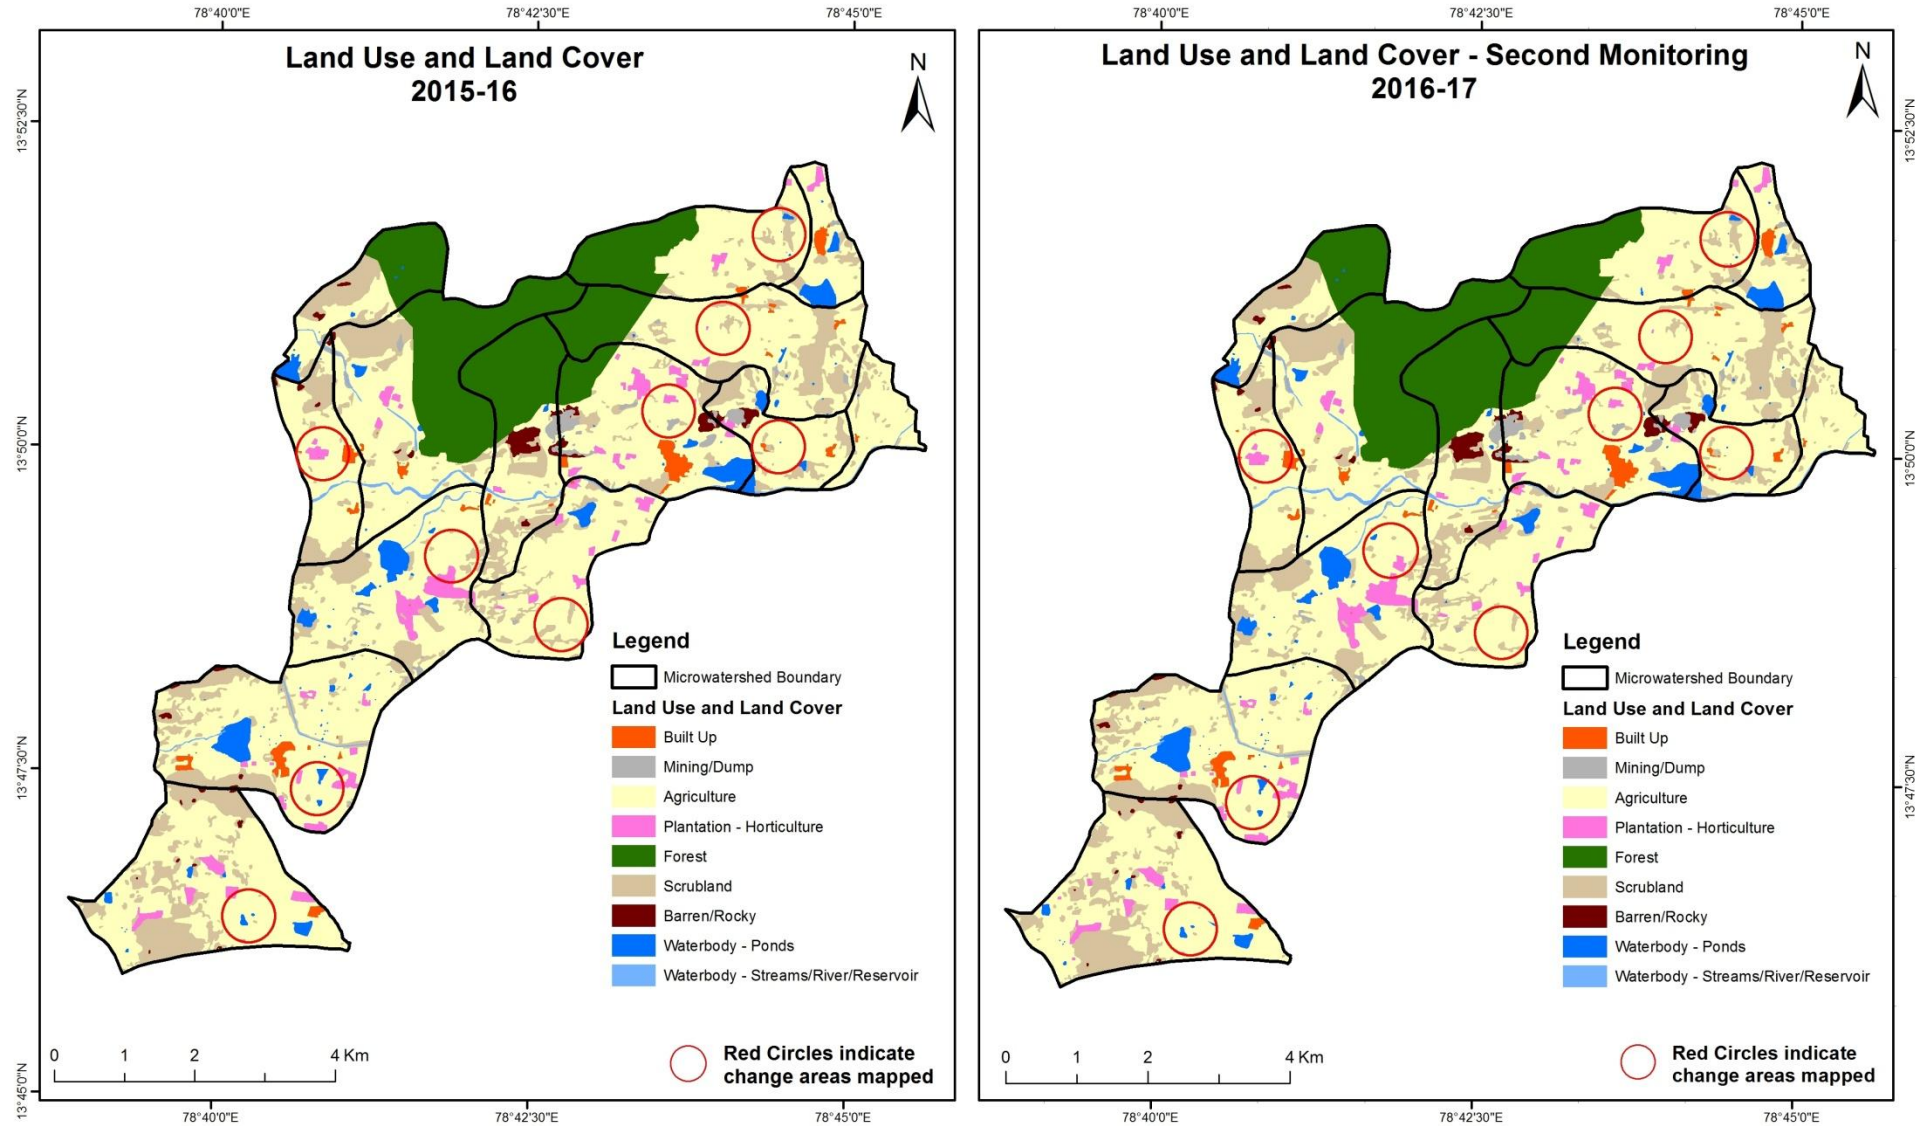 78°40'0"E
78°42'30"E
78°45'0"E
Land Use and Land Cover
2015-16
N
13°52'30"N
13°50'0"N
13°47'30"N
13°45'0"N
Legend
Microwatershed Boundary
Land Use and Land Cover
Built Up
Mining/Dump
Agriculture
Plantation - Horticulture
Forest
Scrubland
Barren/Rocky
Waterbody - Ponds
Waterbody - Streams/River/Reservoir
0 1 2 4 Km
Red Circles indicate
change areas mapped
78°40'0"E
78°42'30"E
78°45'0"E
78°40'0"E
78°42'30"E
78°45'0"E
Land Use and Land Cover - Second Monitoring
2016-17
N
13°52'30"N
13°50'0"N
13°47'30"N
Legend
Microwatershed Boundary
Land Use and Land Cover
Built Up
Mining/Dump
Agriculture
Plantation - Horticulture
Forest
Scrubland
Barren/Rocky
Waterbody - Ponds
Waterbody - Streams/River/Reservoir
0 1 2 4 Km
Red Circles indicate
change areas mapped
78°40'0"E
78°42'30"E
78°45'0"E